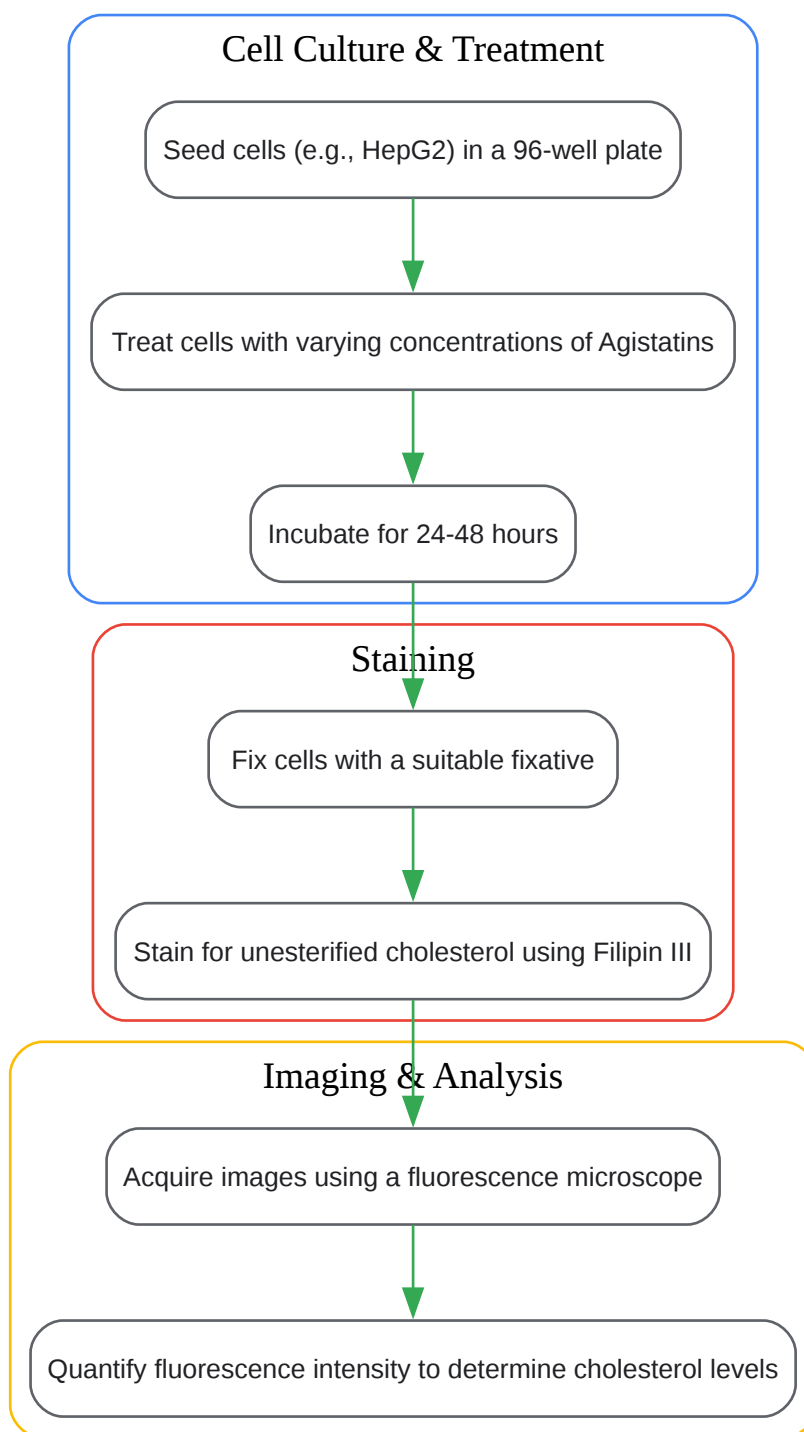 Cell Culture & Treatment
Seed cells (e.g., HepG2) in a 96-well plate
Treat cells with varying concentrations of Agistatins
Incubate for 24-48 hours
Staining
Fix cells with a suitable fixative
Stain for unesterified cholesterol using Filipin III
Imaging & Analysis
Acquire images using a fluorescence microscope
Quantify fluorescence intensity to determine cholesterol levels